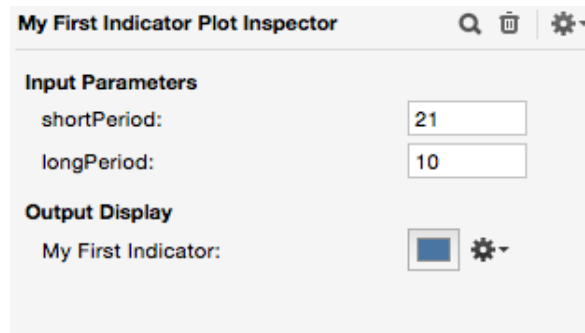 My First Indicator Plot Inspector
Input Parameters
shortPeriod: 21
longPeriod: 10
Output Display
My First Indicator: